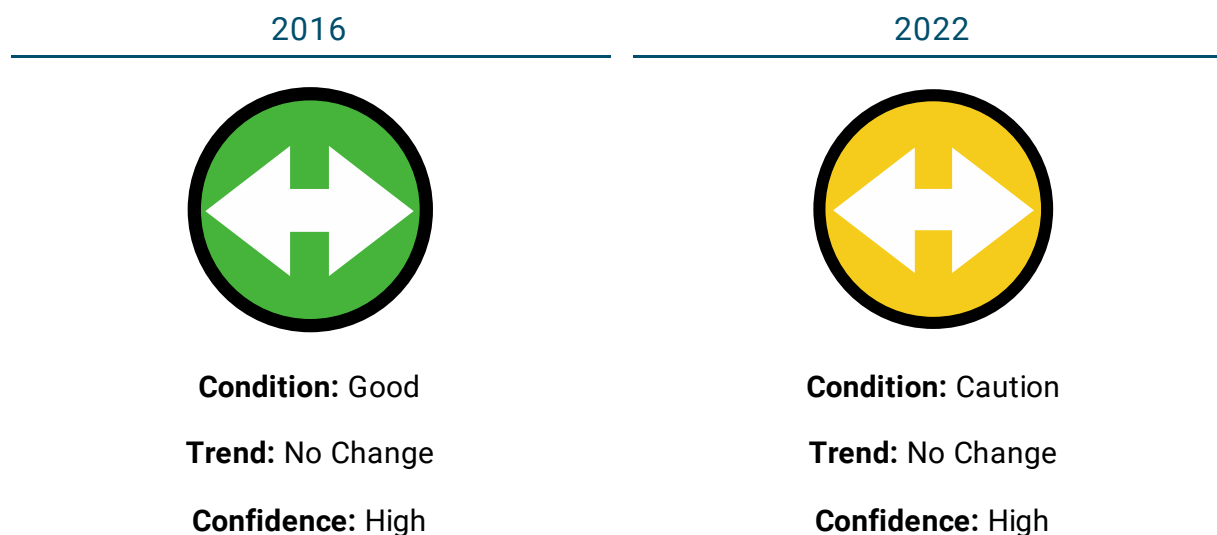 2016
Condition: Good
Trend: No Change
Confidence: High
2022
Condition: Caution
Trend: No Change
Confidence: High